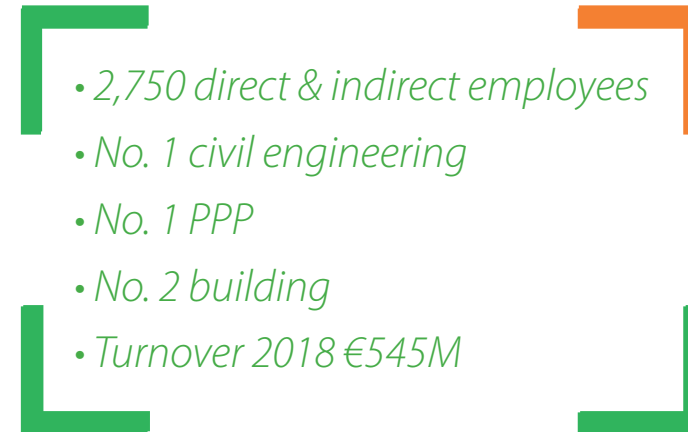 • 2,750 direct & indirect employees
• No. 1 civil engineering
• No. 1 PPP
• No. 2 building
• Turnover 2018 €545M